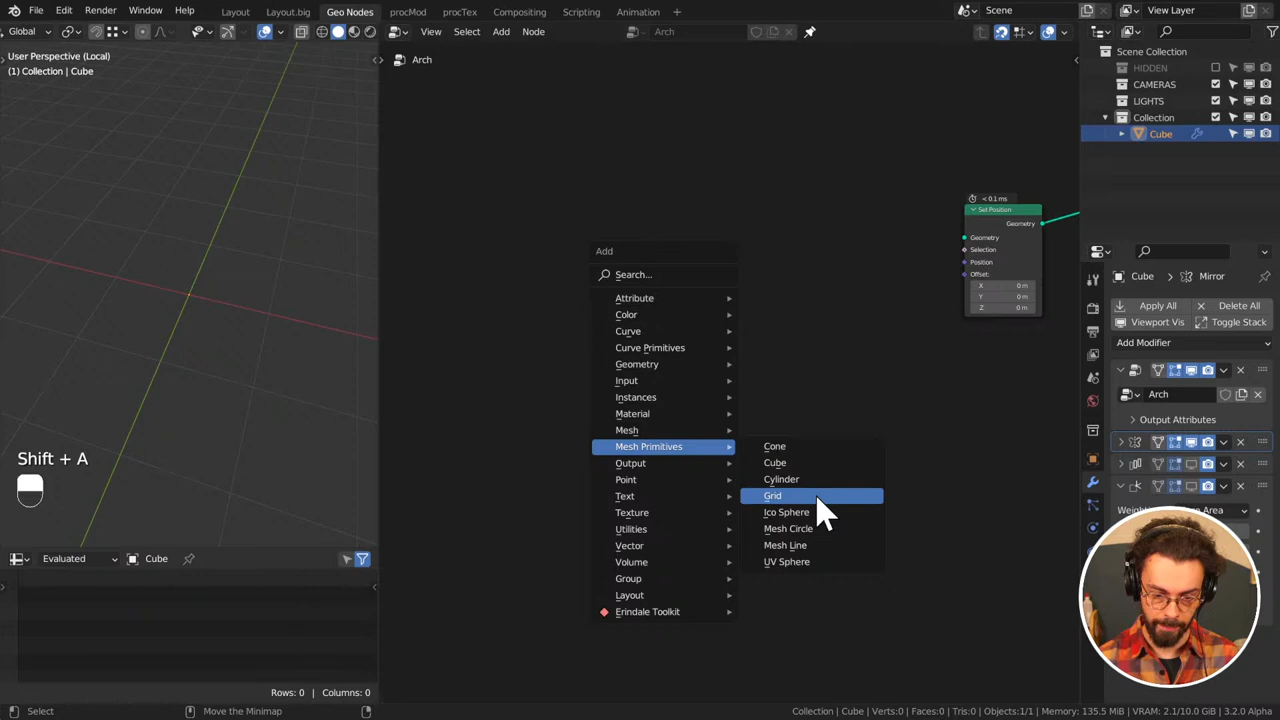 File Edit Render Window Help Layout Layout.big Geo Nodes procMod procTex Compositing Scripting Animation + Scene View Layer
Global View Select Add Node Arch
User Perspective (Local)
(1) Collection | Cube
Arch
Scene Collection
HIDDEN
CAMERAS
LIGHTS
Collection
Cube
< 0.1 ms
Set Position
Geometry
Geometry
Selection
Position
Offset:
X 0 m
Y 0 m
Z 0 m
Add
Search...
Attribute
Color
Curve
Curve Primitives
Geometry
Input
Instances
Material
Mesh
Mesh Primitives
Output
Point
Text
Texture
Utilities
Vector
Volume
Group
Layout
Erindale Toolkit
Cone
Cube
Cylinder
Grid
Ico Sphere
Mesh Circle
Mesh Line
UV Sphere
Cube Mirror
Apply All Delete All
Viewport Vis Toggle Stack
Add Modifier
Arch
Output Attributes
Shift + A
Evaluated Cube
Rows: 0 | Columns: 0
Select Move the Minimap Collection | Cube | Verts:0 | Faces:0 | Tris:0 | Objects:1/1 | Memory: 135.5 MiB | VRAM: 2.1/10.0 GiB | 3.2.0 Alpha